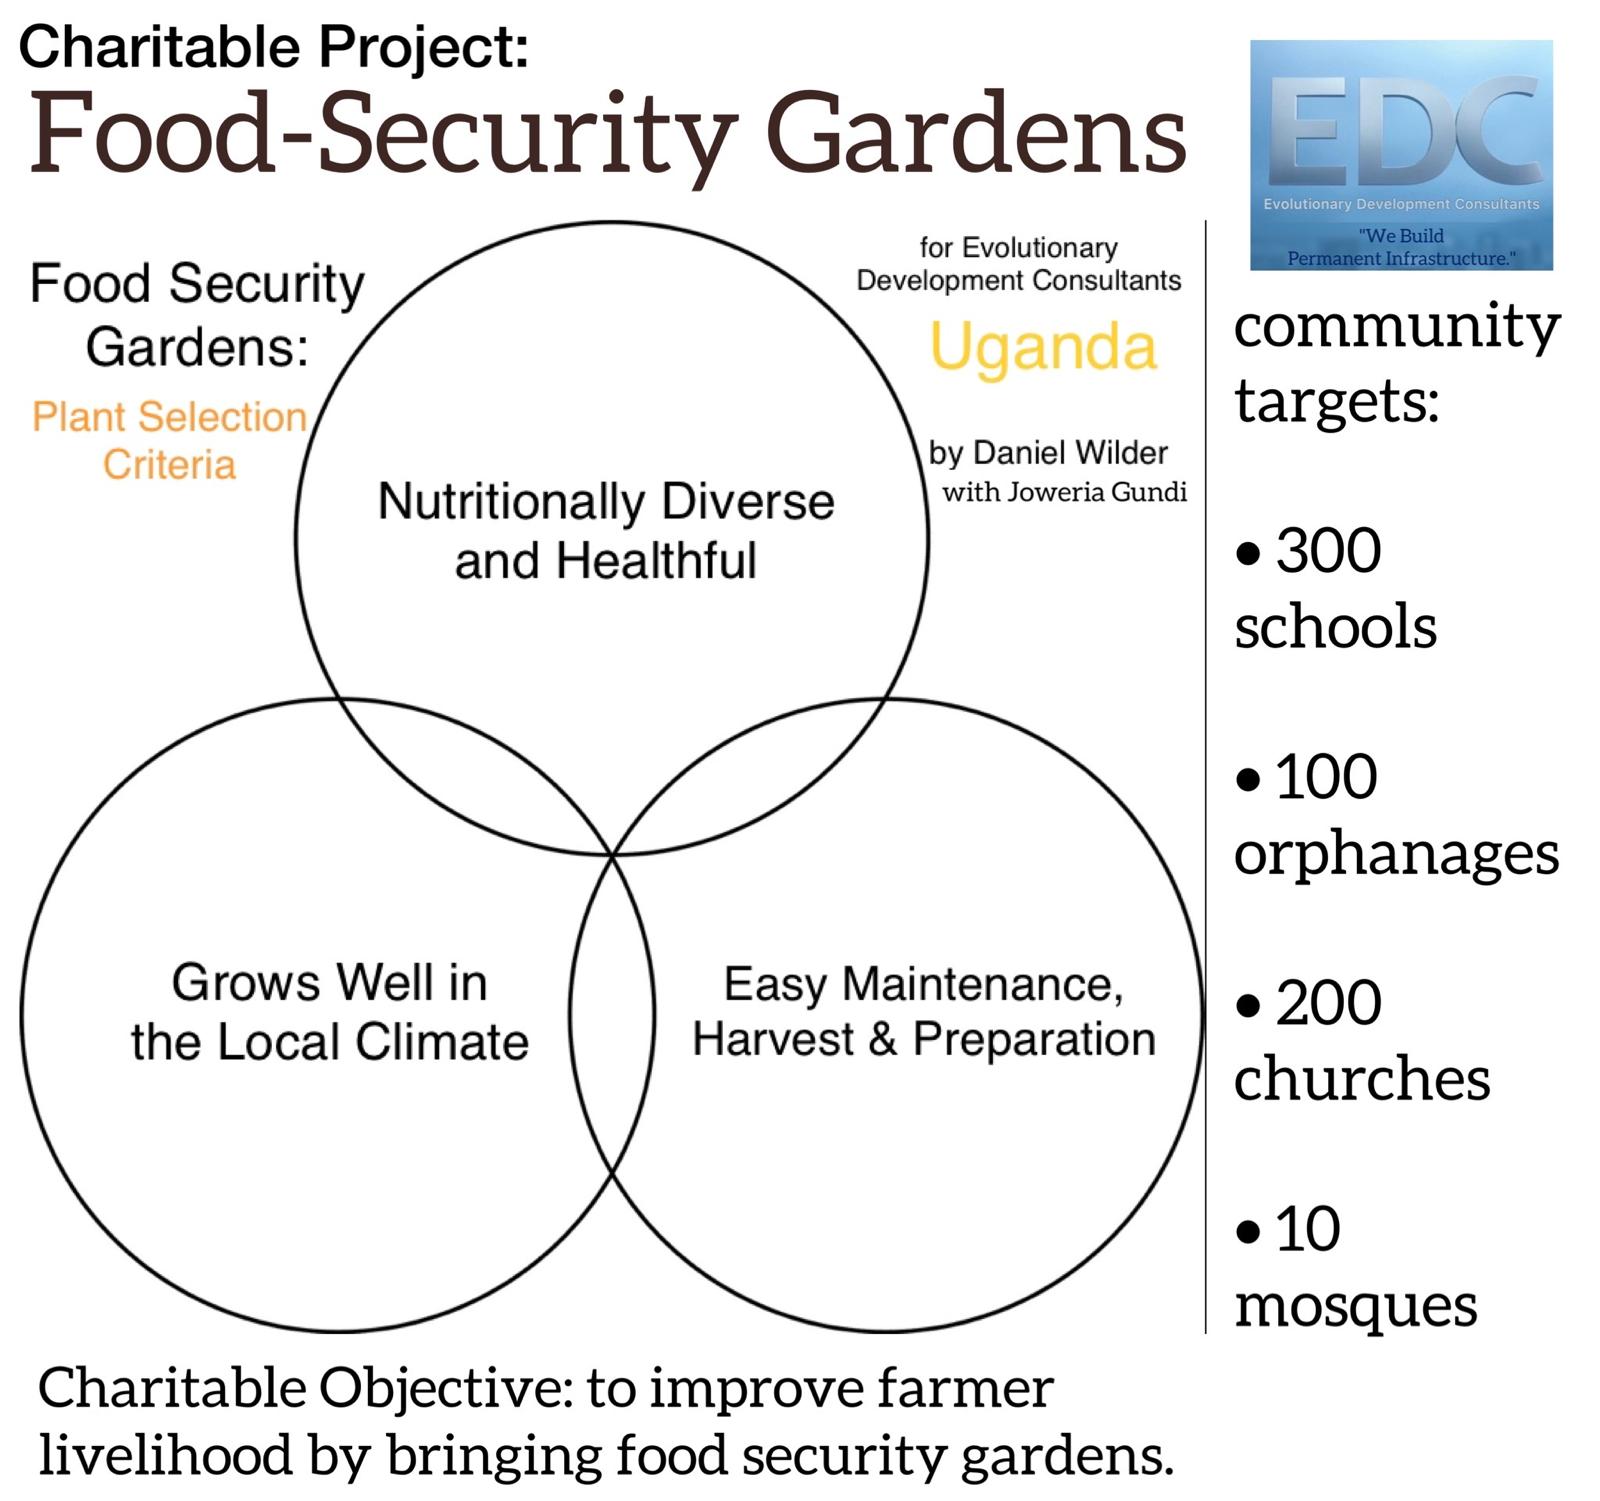 Charitable Project:
Food-Security Gardens
EDC
Evolutionary Development Consultants
"We Build
Permanent Infrastructure."
Food Security
Gardens:
Plant Selection
Criteria
for Evolutionary
Development Consultants
Uganda
by Daniel Wilder
with Joweria Gundi
Nutritionally Diverse
and Healthful
Grows Well in
the Local Climate
Easy Maintenance,
Harvest & Preparation
community
targets:
• 300
schools
• 100
orphanages
• 200
churches
• 10
mosques
Charitable Objective: to improve farmer
livelihood by bringing food security gardens.